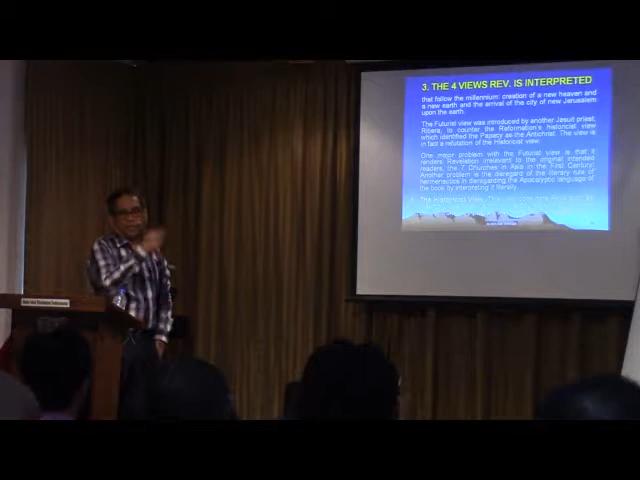 3. THE 4 VIEWS REV. IS INTERPRETED
that follow the millennium: creation of a new heaven and
a new earth and the arrival of the city of new Jerusalem
upon the earth.
The Futurist view was introduced by another Jesuit priest,
Ribera, to counter the Reformation's historicist view
which identified the Papacy as the Antichrist. The view is
in fact a refutation of the Historicist view.
One major problem with the Futurist view is that it
renders Revelation irrelevant to the original intended
readers, the 7 Churches in Asia in the First Century.
Another problem is the disregard of the literary rule of
hermeneutics in disregarding the Apocalyptic language of
the book by interpreting it literally.
The Historicist View.